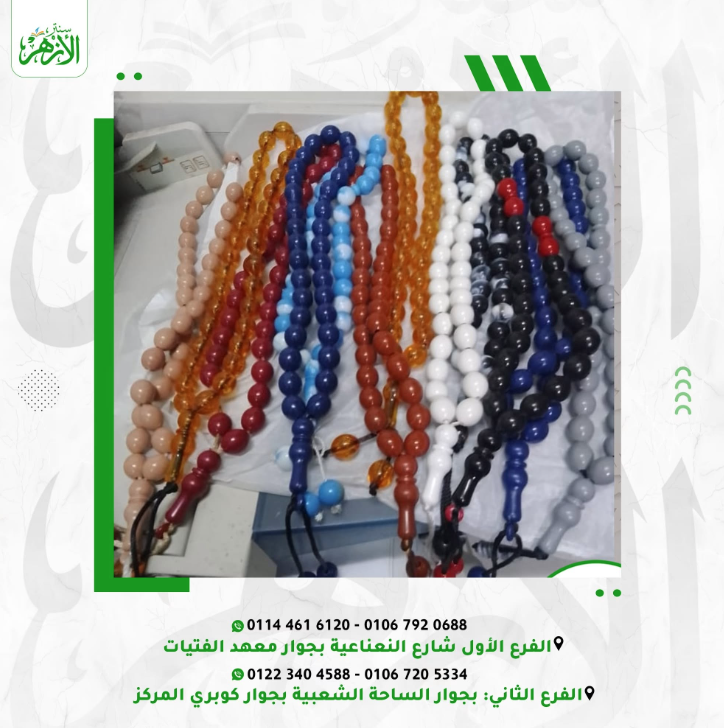 سنتر
الأزهر
0114 461 6120 - 0106 792 0688
الفرع الأول شارع النعناعية بجوار معهد الفتيات
0122 340 4588 - 0106 720 5334
الفرع الثاني: بجوار الساحة الشعبية بجوار كوبري المركز